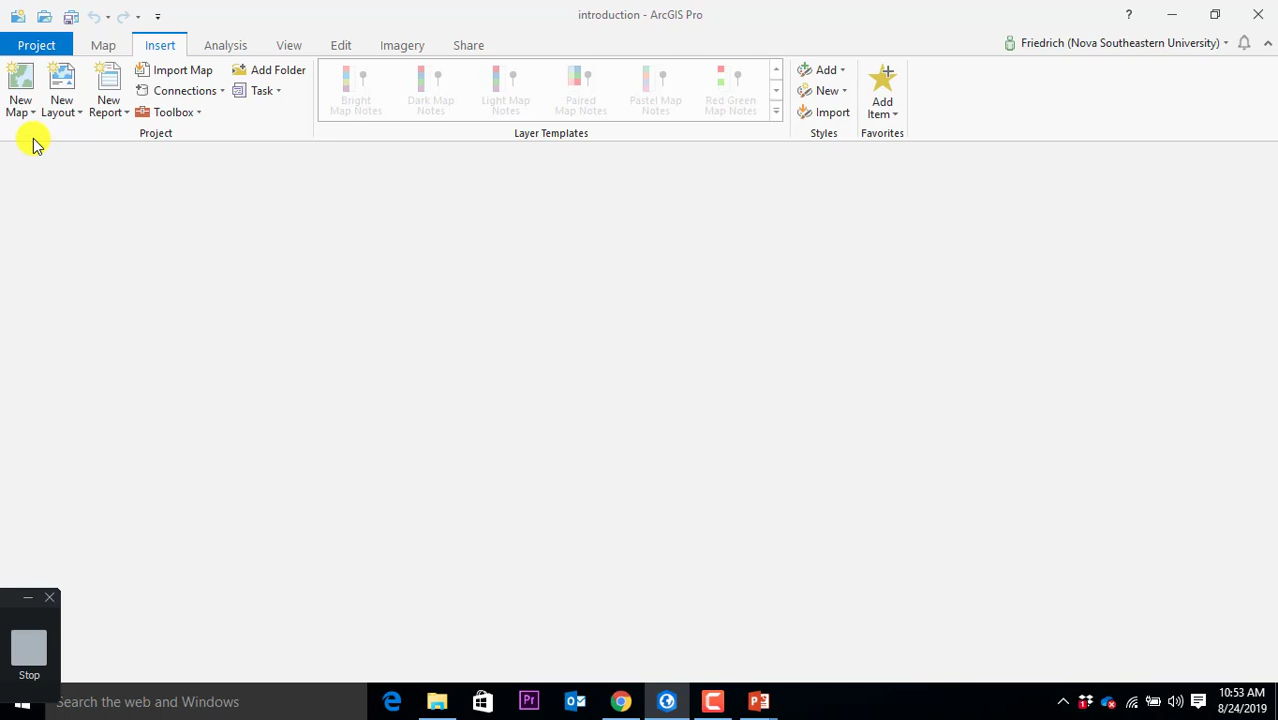 introduction - ArcGIS Pro
?
Project Map Insert Analysis View Edit Imagery Share
Friedrich (Nova Southeastern University)
New Map
New Layout
New Report
Import Map
Connections
Toolbox
Add Folder
Task
Project
Bright Map Notes
Dark Map Notes
Light Map Notes
Paired Map Notes
Pastel Map Notes
Red Green Map Notes
Layer Templates
Add
New
Import
Styles
Add Item
Favorites
Stop
Search the web and Windows
Pr
10:53 AM
8/24/2019